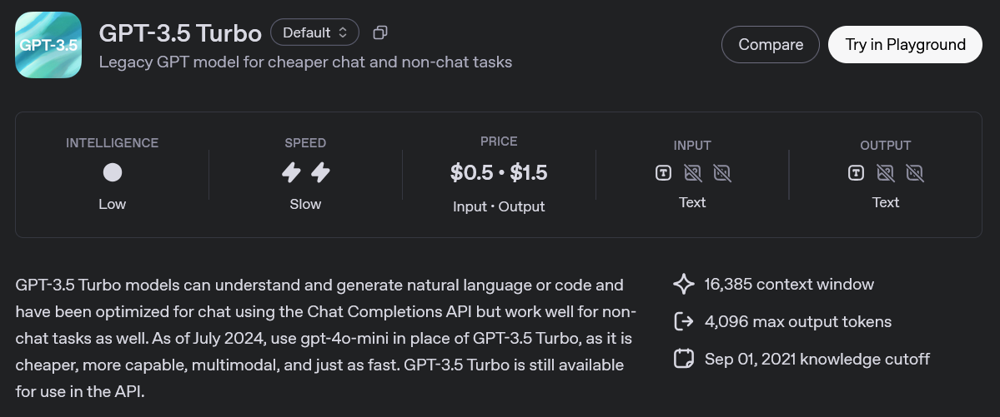 GPT-3.5
GPT-3.5 Turbo
Default
Legacy GPT model for cheaper chat and non-chat tasks
Compare
Try in Playground
INTELLIGENCE
Low
SPEED
Slow
PRICE
$0.5 • $1.5
Input • Output
INPUT
T
Text
OUTPUT
T
Text
GPT-3.5 Turbo models can understand and generate natural language or code and
have been optimized for chat using the Chat Completions API but work well for non-
chat tasks as well. As of July 2024, use gpt-4o-mini in place of GPT-3.5 Turbo, as it is
cheaper, more capable, multimodal, and just as fast. GPT-3.5 Turbo is still available
for use in the API.
16,385 context window
4,096 max output tokens
Sep 01, 2021 knowledge cutoff